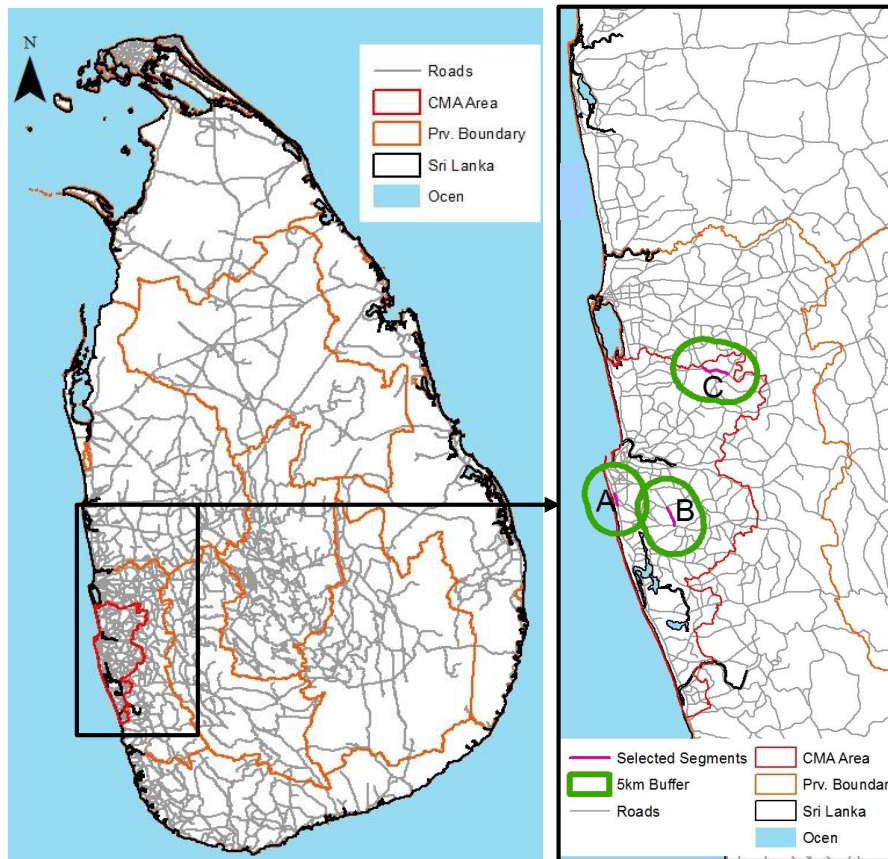 N
Roads
CMA Area
Prv. Boundary
Sri Lanka
Ocen
C
A
B
Selected Segments
5km Buffer
Roads
CMA Area
Prv. Boundar
Sri Lanka
Ocen